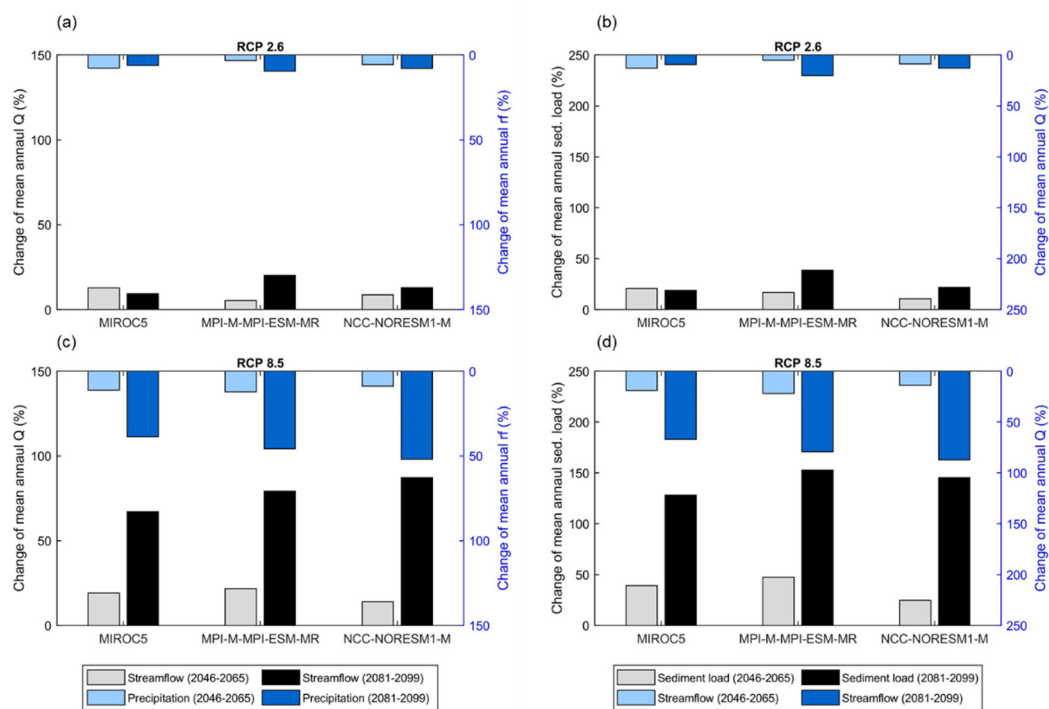 (a)
RCP 2.6
Change of mean annaul Q (%)
150
100
50
0
0
50
100
150
Change of mean annual rf (%)
MIROC5
MPI-M-MPI-ESM-MR
NCC-NORESM1-M
(b)
RCP 2.6
Change of mean annaul sed. load (%)
250
200
150
100
50
0
0
50
100
150
200
250
Change of mean annual Q (%)
MIROC5
MPI-M-MPI-ESM-MR
NCC-NORESM1-M
(c)
RCP 8.5
Change of mean annaul Q (%)
150
100
50
0
0
50
100
150
Change of mean annual rf (%)
MIROC5
MPI-M-MPI-ESM-MR
NCC-NORESM1-M
(d)
RCP 8.5
Change of mean annaul sed. load (%)
250
200
150
100
50
0
0
50
100
150
200
250
Change of mean annual Q (%)
MIROC5
MPI-M-MPI-ESM-MR
NCC-NORESM1-M
Streamflow (2046-2065)
Streamflow (2081-2099)
Precipitation (2046-2065)
Precipitation (2081-2099)
Sediment load (2046-2065)
Sediment load (2081-2099)
Streamflow (2046-2065)
Streamflow (2081-2099)